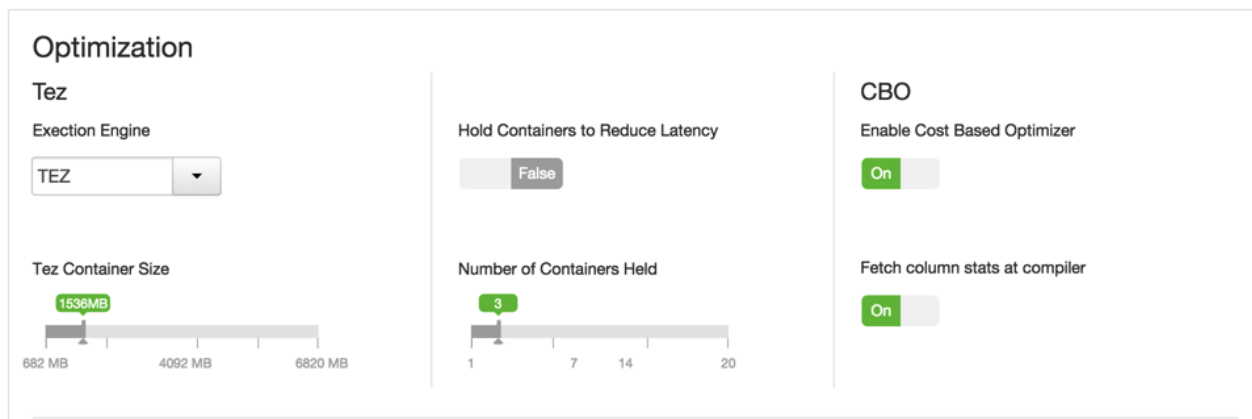 Optimization
Tez
Exection Engine
TEZ
Tez Container Size
1536MB
682 MB 4092 MB 6820 MB
Hold Containers to Reduce Latency
False
Number of Containers Held
3
1 7 14 20
CBO
Enable Cost Based Optimizer
On
Fetch column stats at compiler
On